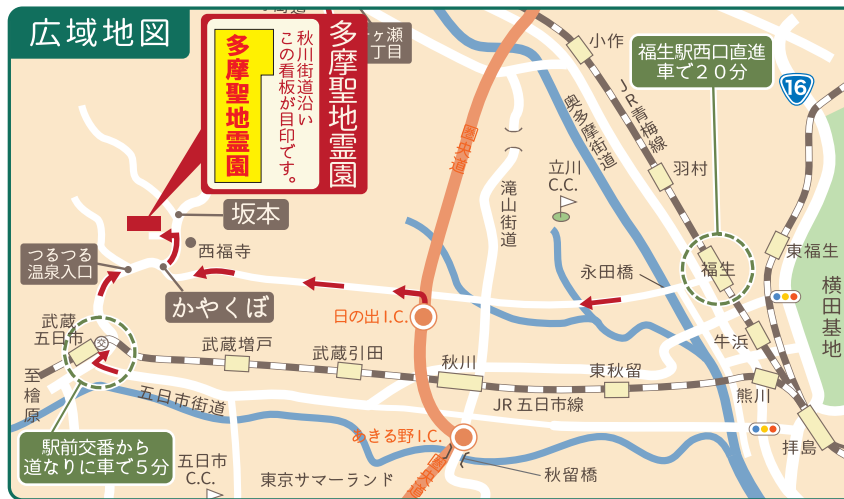 広域地図
多摩聖地霊園
秋川街道沿い
この看板が目印です。
多摩聖地霊園
ヶ瀬
丁目
小作
福生駅西口直進
車で20分
16
JR青梅線
奥多摩街道
圏央道
羽村
立川
C.C.
滝山街道
坂本
西福寺
つるつる
温泉入口
かやくぼ
永田橋
福生
東福生
横田基地
日の出I.C.
武蔵
五日市
交
武蔵増戸
武蔵引田
秋川
東秋留
牛浜
熊川
至檜原
五日市街道
JR五日市線
あきる野I.C.
拝島
駅前交番から
道なりに車で5分
五日市
C.C.
東京サマーランド
圏央道
秋留橋